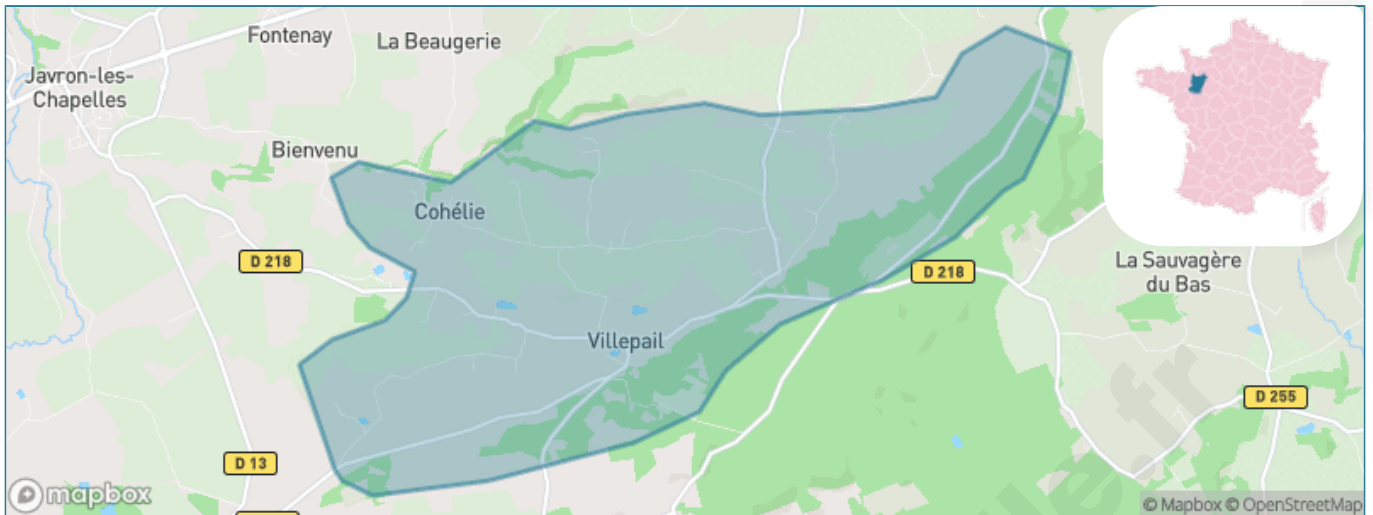 Fontenay
La Beaugerie
Javron-les-
Chapelles
Bienvenu
Cohélie
D 218
D 218
La Sauvagère
du Bas
Villepail
D 255
D 13
mapbox
© Mapbox © OpenStreetMap